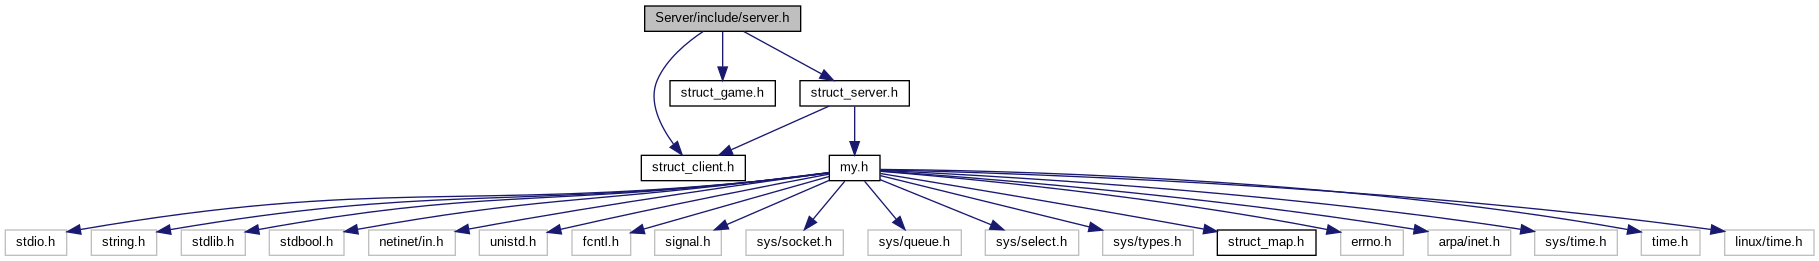 Server/include/server.h
struct_game.h
struct_server.h
struct_client.h
my.h
stdio.h
string.h
stdlib.h
stdbool.h
netinet/in.h
unistd.h
fcntl.h
signal.h
sys/socket.h
sys/queue.h
sys/select.h
sys/types.h
struct_map.h
errno.h
arpa/inet.h
sys/time.h
time.h
linux/time.h